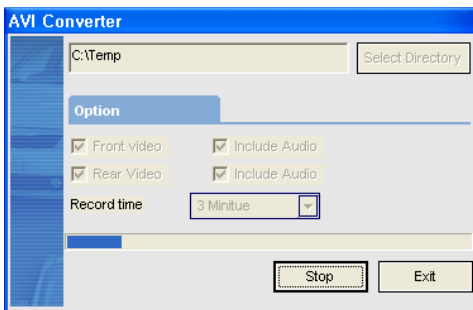 AVI Converter
C:\Temp Select Directory
Option
Front video Include Audio
Rear Video Include Audio
Record time 3 Minitue
Stop Exit